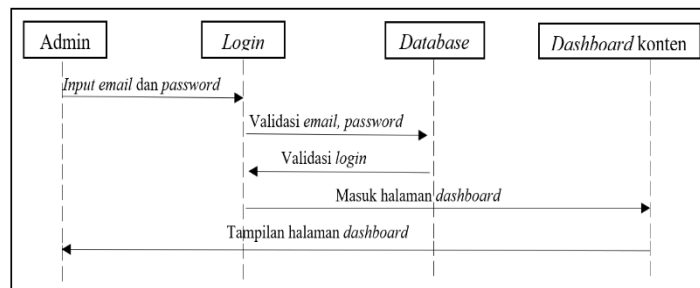 Admin
Login
Database
Dashboard konten
Input email dan password
Validasi email, password
Validasi login
Masuk halaman dashboard
Tampilan halaman dashboard